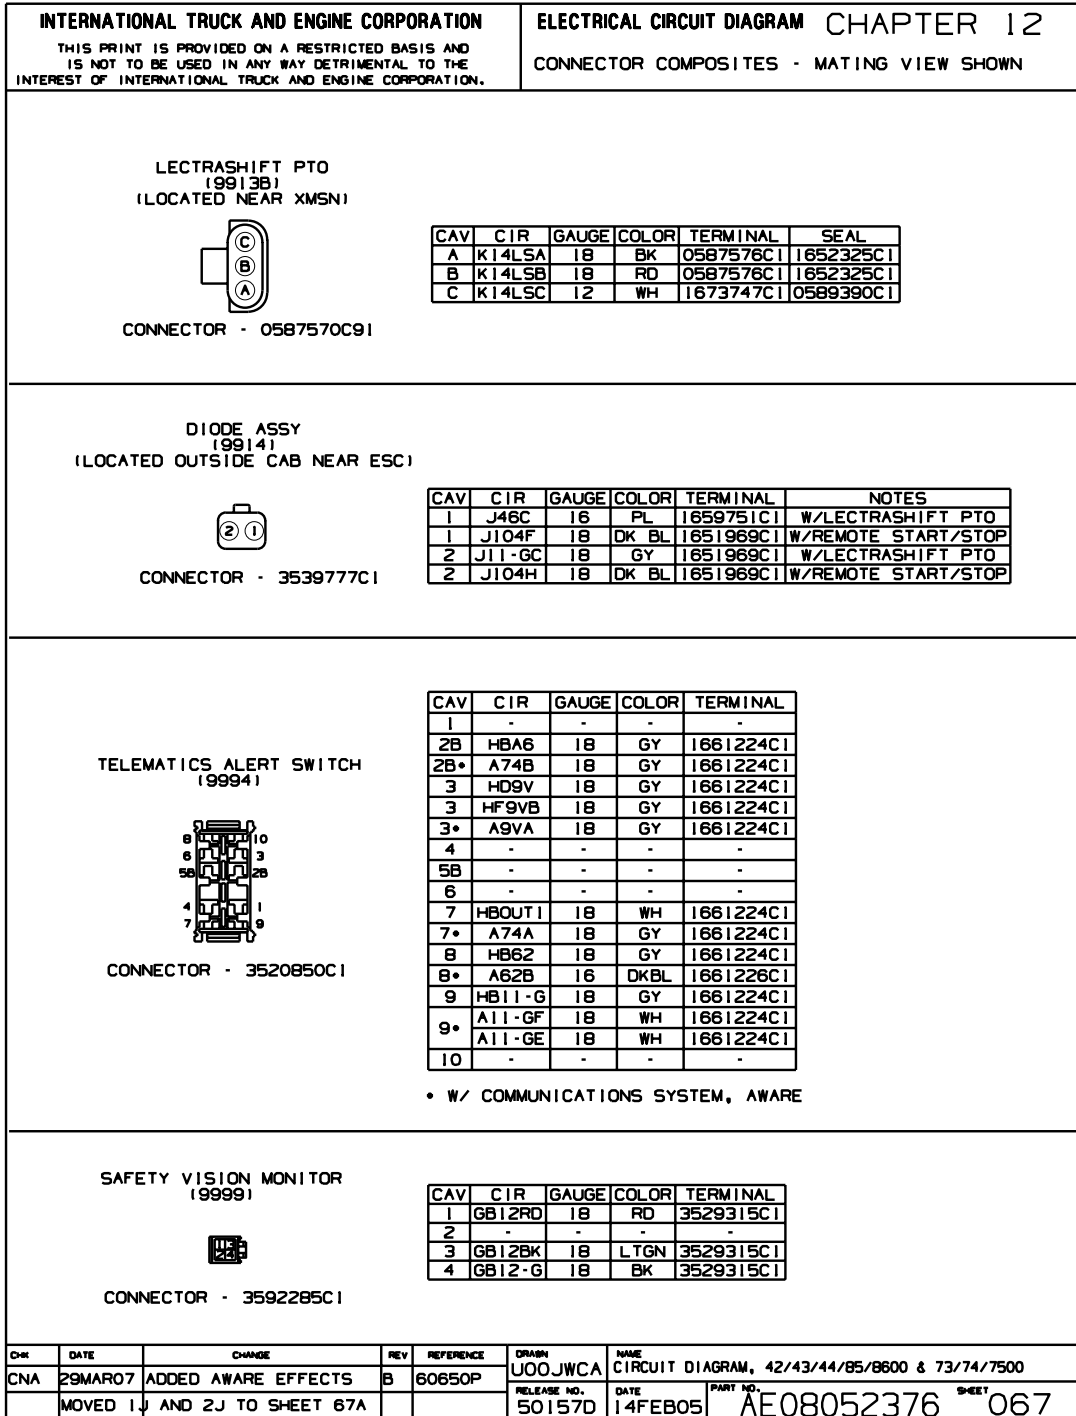 INTERNATIONAL TRUCK AND ENGINE CORPORATION
THIS PRINT IS PROVIDED ON A RESTRICTED BASIS AND
IS NOT TO BE USED IN ANY WAY DETRIMENTAL TO THE
INTEREST OF INTERNATIONAL TRUCK AND ENGINE CORPORATION.
ELECTRICAL CIRCUIT DIAGRAM CHAPTER 12
CONNECTOR COMPOSITES - MATING VIEW SHOWN
LECTRASHIFT PTO
(9913B)
(LOCATED NEAR XMSN)
C
B
A
CONNECTOR - 0587570C91
CAV CIR GAUGE COLOR TERMINAL SEAL
A K14LSA 18 BK 0587576C1 1652325C1
B K14LSB 18 RD 0587576C1 1652325C1
C K14LSC 12 WH 1673747C1 0589390C1
DIODE ASSY
(9914)
(LOCATED OUTSIDE CAB NEAR ESC)
2 1
CONNECTOR - 3539777C1
CAV CIR GAUGE COLOR TERMINAL NOTES
1 J46C 16 PL 1659751C1 W/LECTRASHIFT PTO
1 J104F 18 DK BL 1651969C1 W/REMOTE START/STOP
2 J11-GC 18 GY 1651969C1 W/LECTRASHIFT PTO
2 J104H 18 DK BL 1651969C1 W/REMOTE START/STOP
TELEMATICS ALERT SWITCH
(9994)
8 10
6 3
5B 2B
4 1
7 9
CONNECTOR - 3520850C1
CAV CIR GAUGE COLOR TERMINAL
1 - - - -
2B HBA6 18 GY 1661224C1
2B• A74B 18 GY 1661224C1
3 HD9V 18 GY 1661224C1
3 HF9VB 18 GY 1661224C1
3• A9VA 18 GY 1661224C1
4 - - - -
5B - - - -
6 - - - -
7 HBOUT1 18 WH 1661224C1
7• A74A 18 GY 1661224C1
8 HB62 18 GY 1661224C1
8• A62B 16 DKBL 1661226C1
9 HB11-G 18 GY 1661224C1
9• A11-GF 18 WH 1661224C1
A11-GE 18 WH 1661224C1
10 - - - -
• W/ COMMUNICATIONS SYSTEM, AWARE
SAFETY VISION MONITOR
(9999)
1 3
2 4
CONNECTOR - 3592285C1
CAV CIR GAUGE COLOR TERMINAL
1 GB12RD 18 RD 3529315C1
2 - - - -
3 GB12BK 18 LTGN 3529315C1
4 GB12-G 18 BK 3529315C1
CHK DATE CHANGE REV REFERENCE
CNA 29MAR07 ADDED AWARE EFFECTS B 60650P
MOVED 1J AND 2J TO SHEET 67A
DRAWN
U00JWCA
NAME
CIRCUIT DIAGRAM, 42/43/44/85/8600 & 73/74/7500
RELEASE NO.
50157D
DATE
14FEB05
PART NO.
AE08052376
SHEET
067